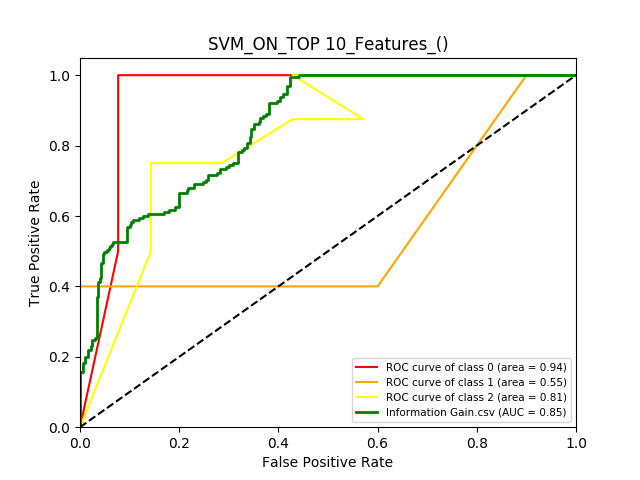 SVM_ON_TOP 10_Features_()
True Positive Rate
1.0
0.8
0.6
0.4
0.2
0.0
0.0 0.2 0.4 0.6 0.8 1.0
False Positive Rate
ROC curve of class 0 (area = 0.94)
ROC curve of class 1 (area = 0.55)
ROC curve of class 2 (area = 0.81)
Information Gain.csv (AUC = 0.85)